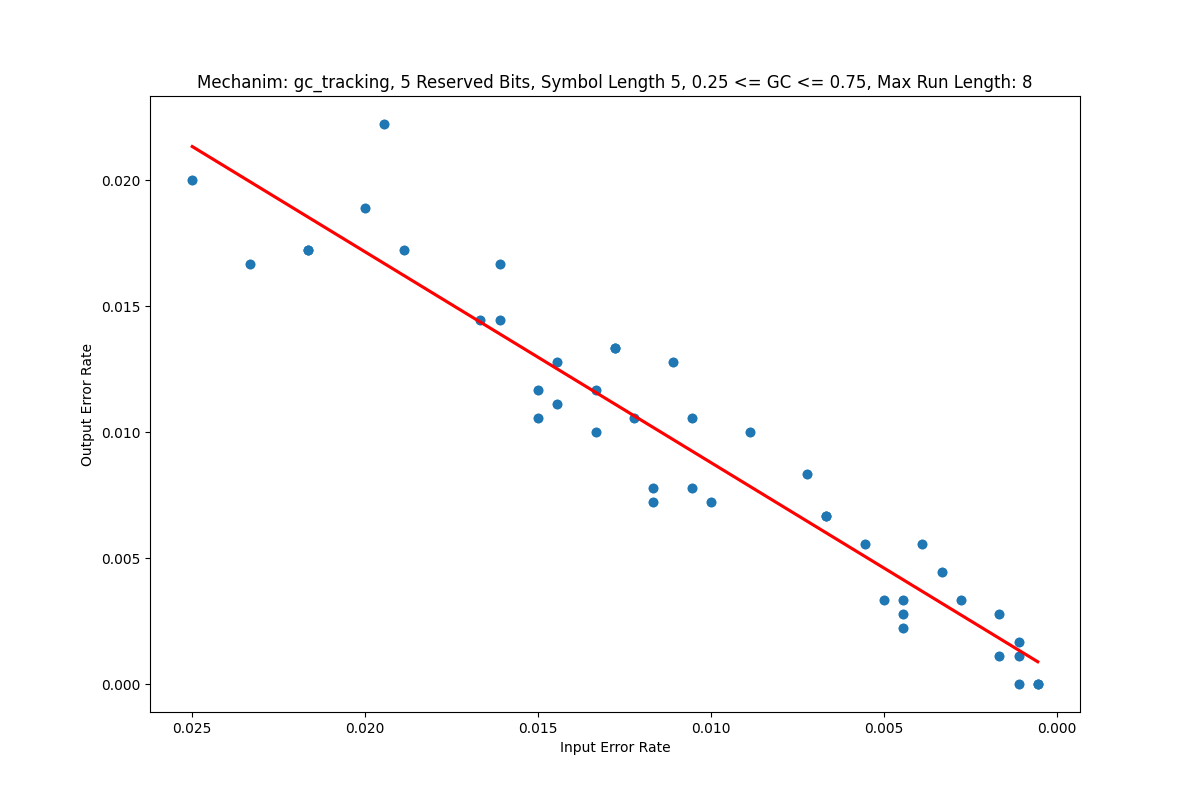 Mechanim: gc_tracking, 5 Reserved Bits, Symbol Length 5, 0.25 <= GC <= 0.75, Max Run Length: 8
Output Error Rate
0.020
0.015
0.010
0.005
0.000
0.025 0.020 0.015 0.010 0.005 0.000
Input Error Rate